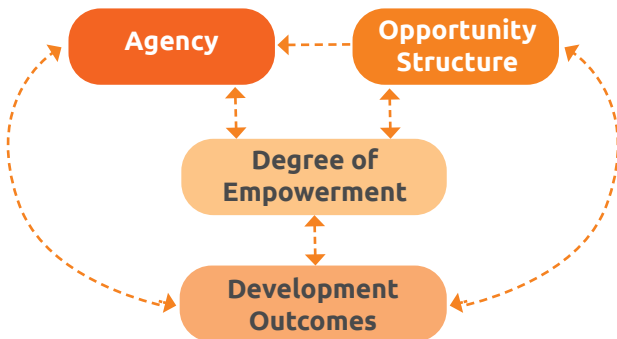 Agency
Opportunity
Structure
Degree of
Empowerment
Development
Outcomes